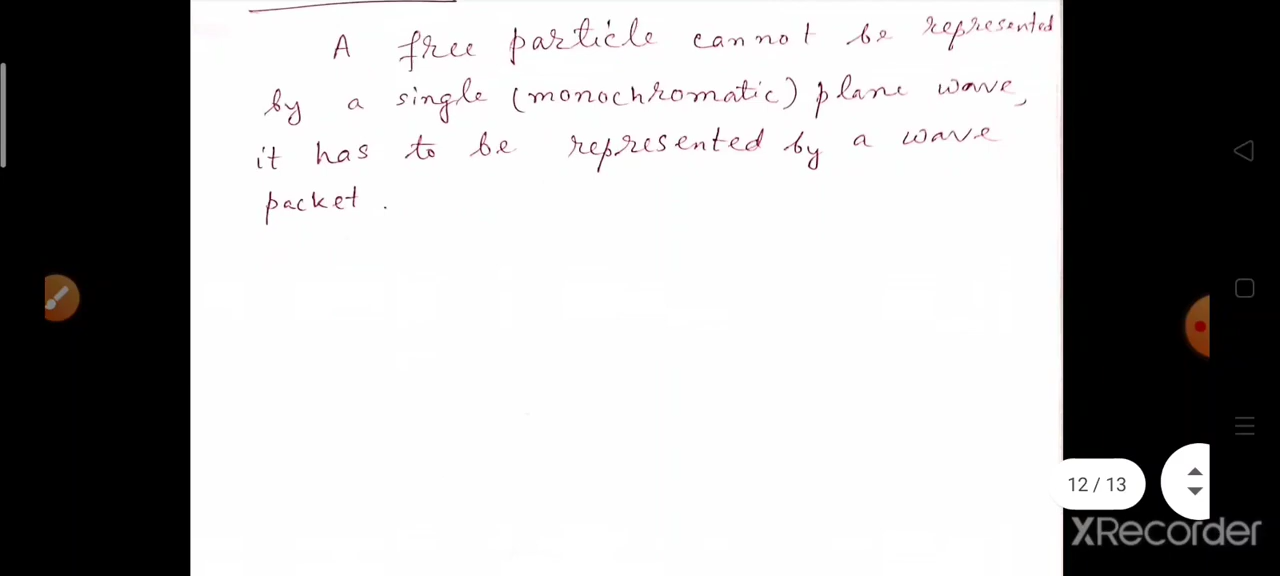 A free particle cannot be represented
by a single (monochromatic) plane wave,
it has to be represented by a wave
packet.
12 / 13
XRecorder